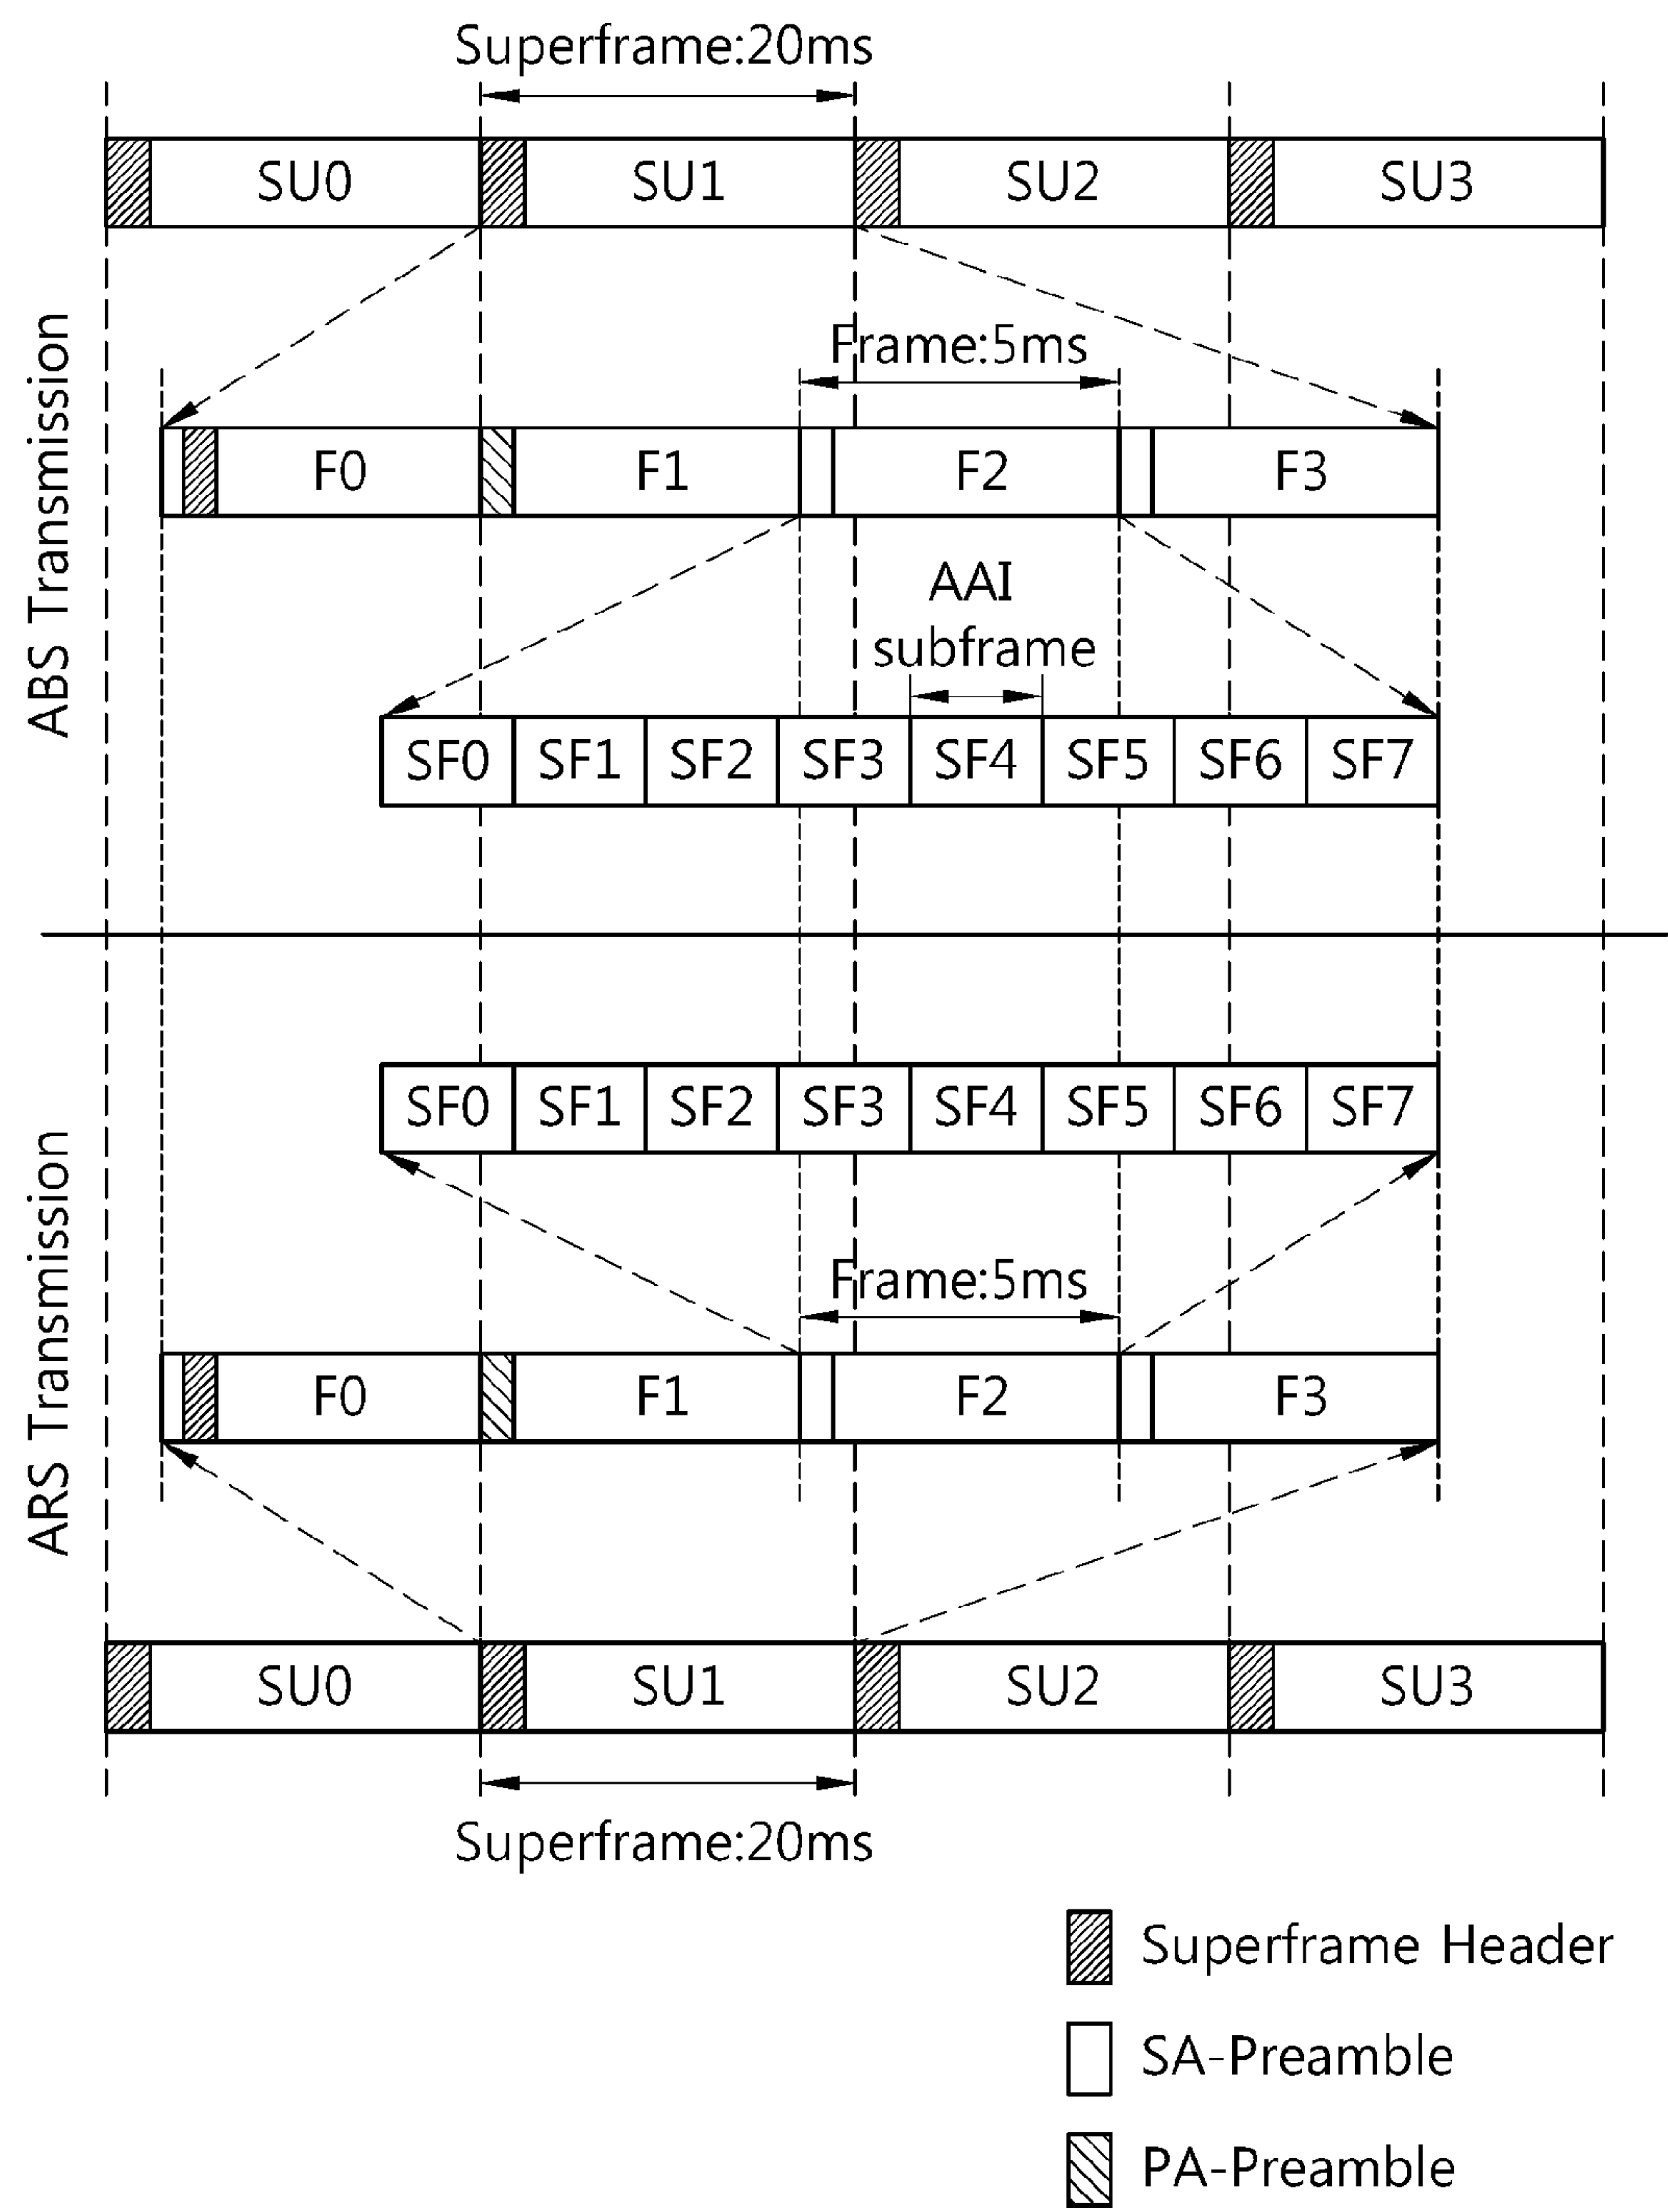 Superframe:20ms
SU0 SU1 SU2 SU3
ABS Transmission
Frame:5ms
F0 F1 F2 F3
AAI
subframe
SF0 SF1 SF2 SF3 SF4 SF5 SF6 SF7
ARS Transmission
SF0 SF1 SF2 SF3 SF4 SF5 SF6 SF7
Frame:5ms
F0 F1 F2 F3
SU0 SU1 SU2 SU3
Superframe:20ms
Superframe Header
SA-Preamble
PA-Preamble